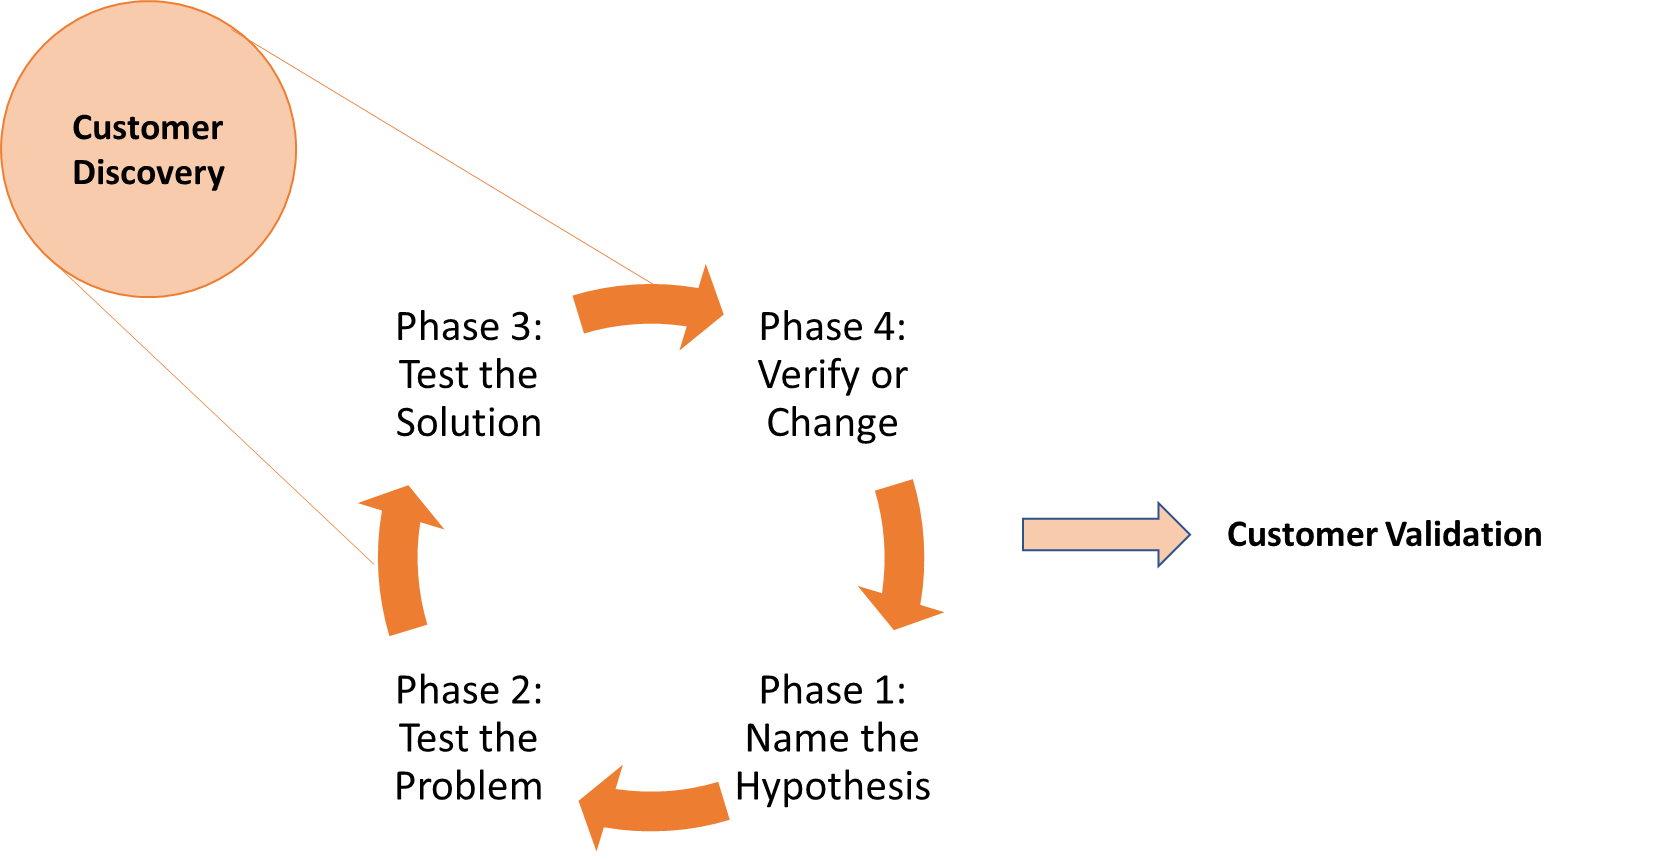 Customer
Discovery
Phase 3:
Test the
Solution
Phase 4:
Verify or
Change
Customer Validation
Phase 2:
Test the
Problem
Phase 1:
Name the
Hypothesis